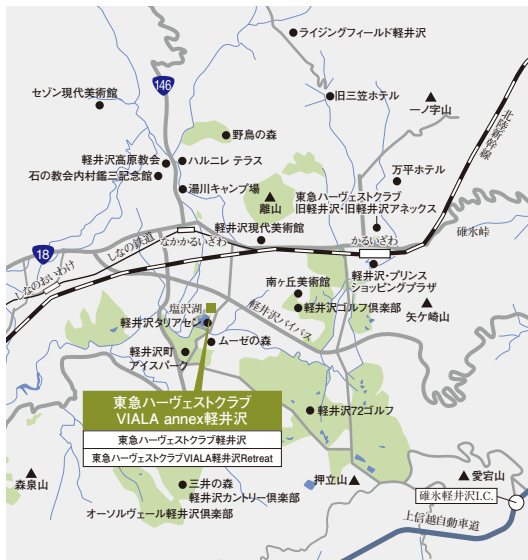 ライジングフィールド軽井沢
146
セゾン現代美術館
旧三笠ホテル
一ノ字山
北陸新幹線
野鳥の森
軽井沢高原教会
ハルニレ テラス
石の教会内村鑑三記念館
万平ホテル
湯川キャンプ場
離山
東急ハーヴェストクラブ
旧軽井沢・旧軽井沢アネックス
碓氷峠
しなの鉄道
なかかるいざわ
軽井沢現代美術館
かるいざわ
18
しなのおいわけ
軽井沢・プリンス
ショッピングプラザ
南ヶ丘美術館
塩沢湖
軽井沢バイパス
軽井沢ゴルフ倶楽部
矢ケ崎山
軽井沢タリアセン
ムーゼの森
軽井沢町
アイスパーク
東急ハーヴェストクラブ
VIALA annex軽井沢
東急ハーヴェストクラブ軽井沢
東急ハーヴェストクラブVIALA軽井沢Retreat
軽井沢72ゴルフ
森泉山
三井の森
軽井沢カントリー倶楽部
オーソルヴェール軽井沢倶楽部
押立山
愛宕山
碓氷軽井沢I.C.
上信越自動車道